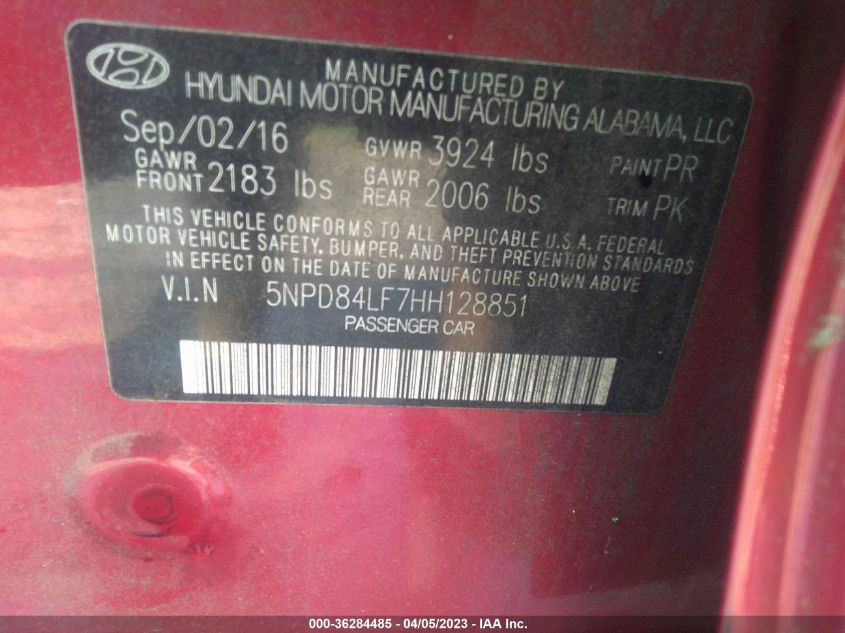 MANUFACTURED BY
HYUNDAI MOTOR MANUFACTURING ALABAMA, LLC
Sep/02/16 GVWR 3924 lbs PAINT PR
GAWR FRONT 2183 lbs GAWR REAR 2006 lbs TRIM PK
THIS VEHICLE CONFORMS TO ALL APPLICABLE U.S.A. FEDERAL
MOTOR VEHICLE SAFETY, BUMPER, AND THEFT PREVENTION STANDARDS
IN EFFECT ON THE DATE OF MANUFACTURE SHOWN ABOVE
V.I.N 5NPD84LF7HH128851
PASSENGER CAR
000-36284485 - 04/05/2023 - IAA Inc.